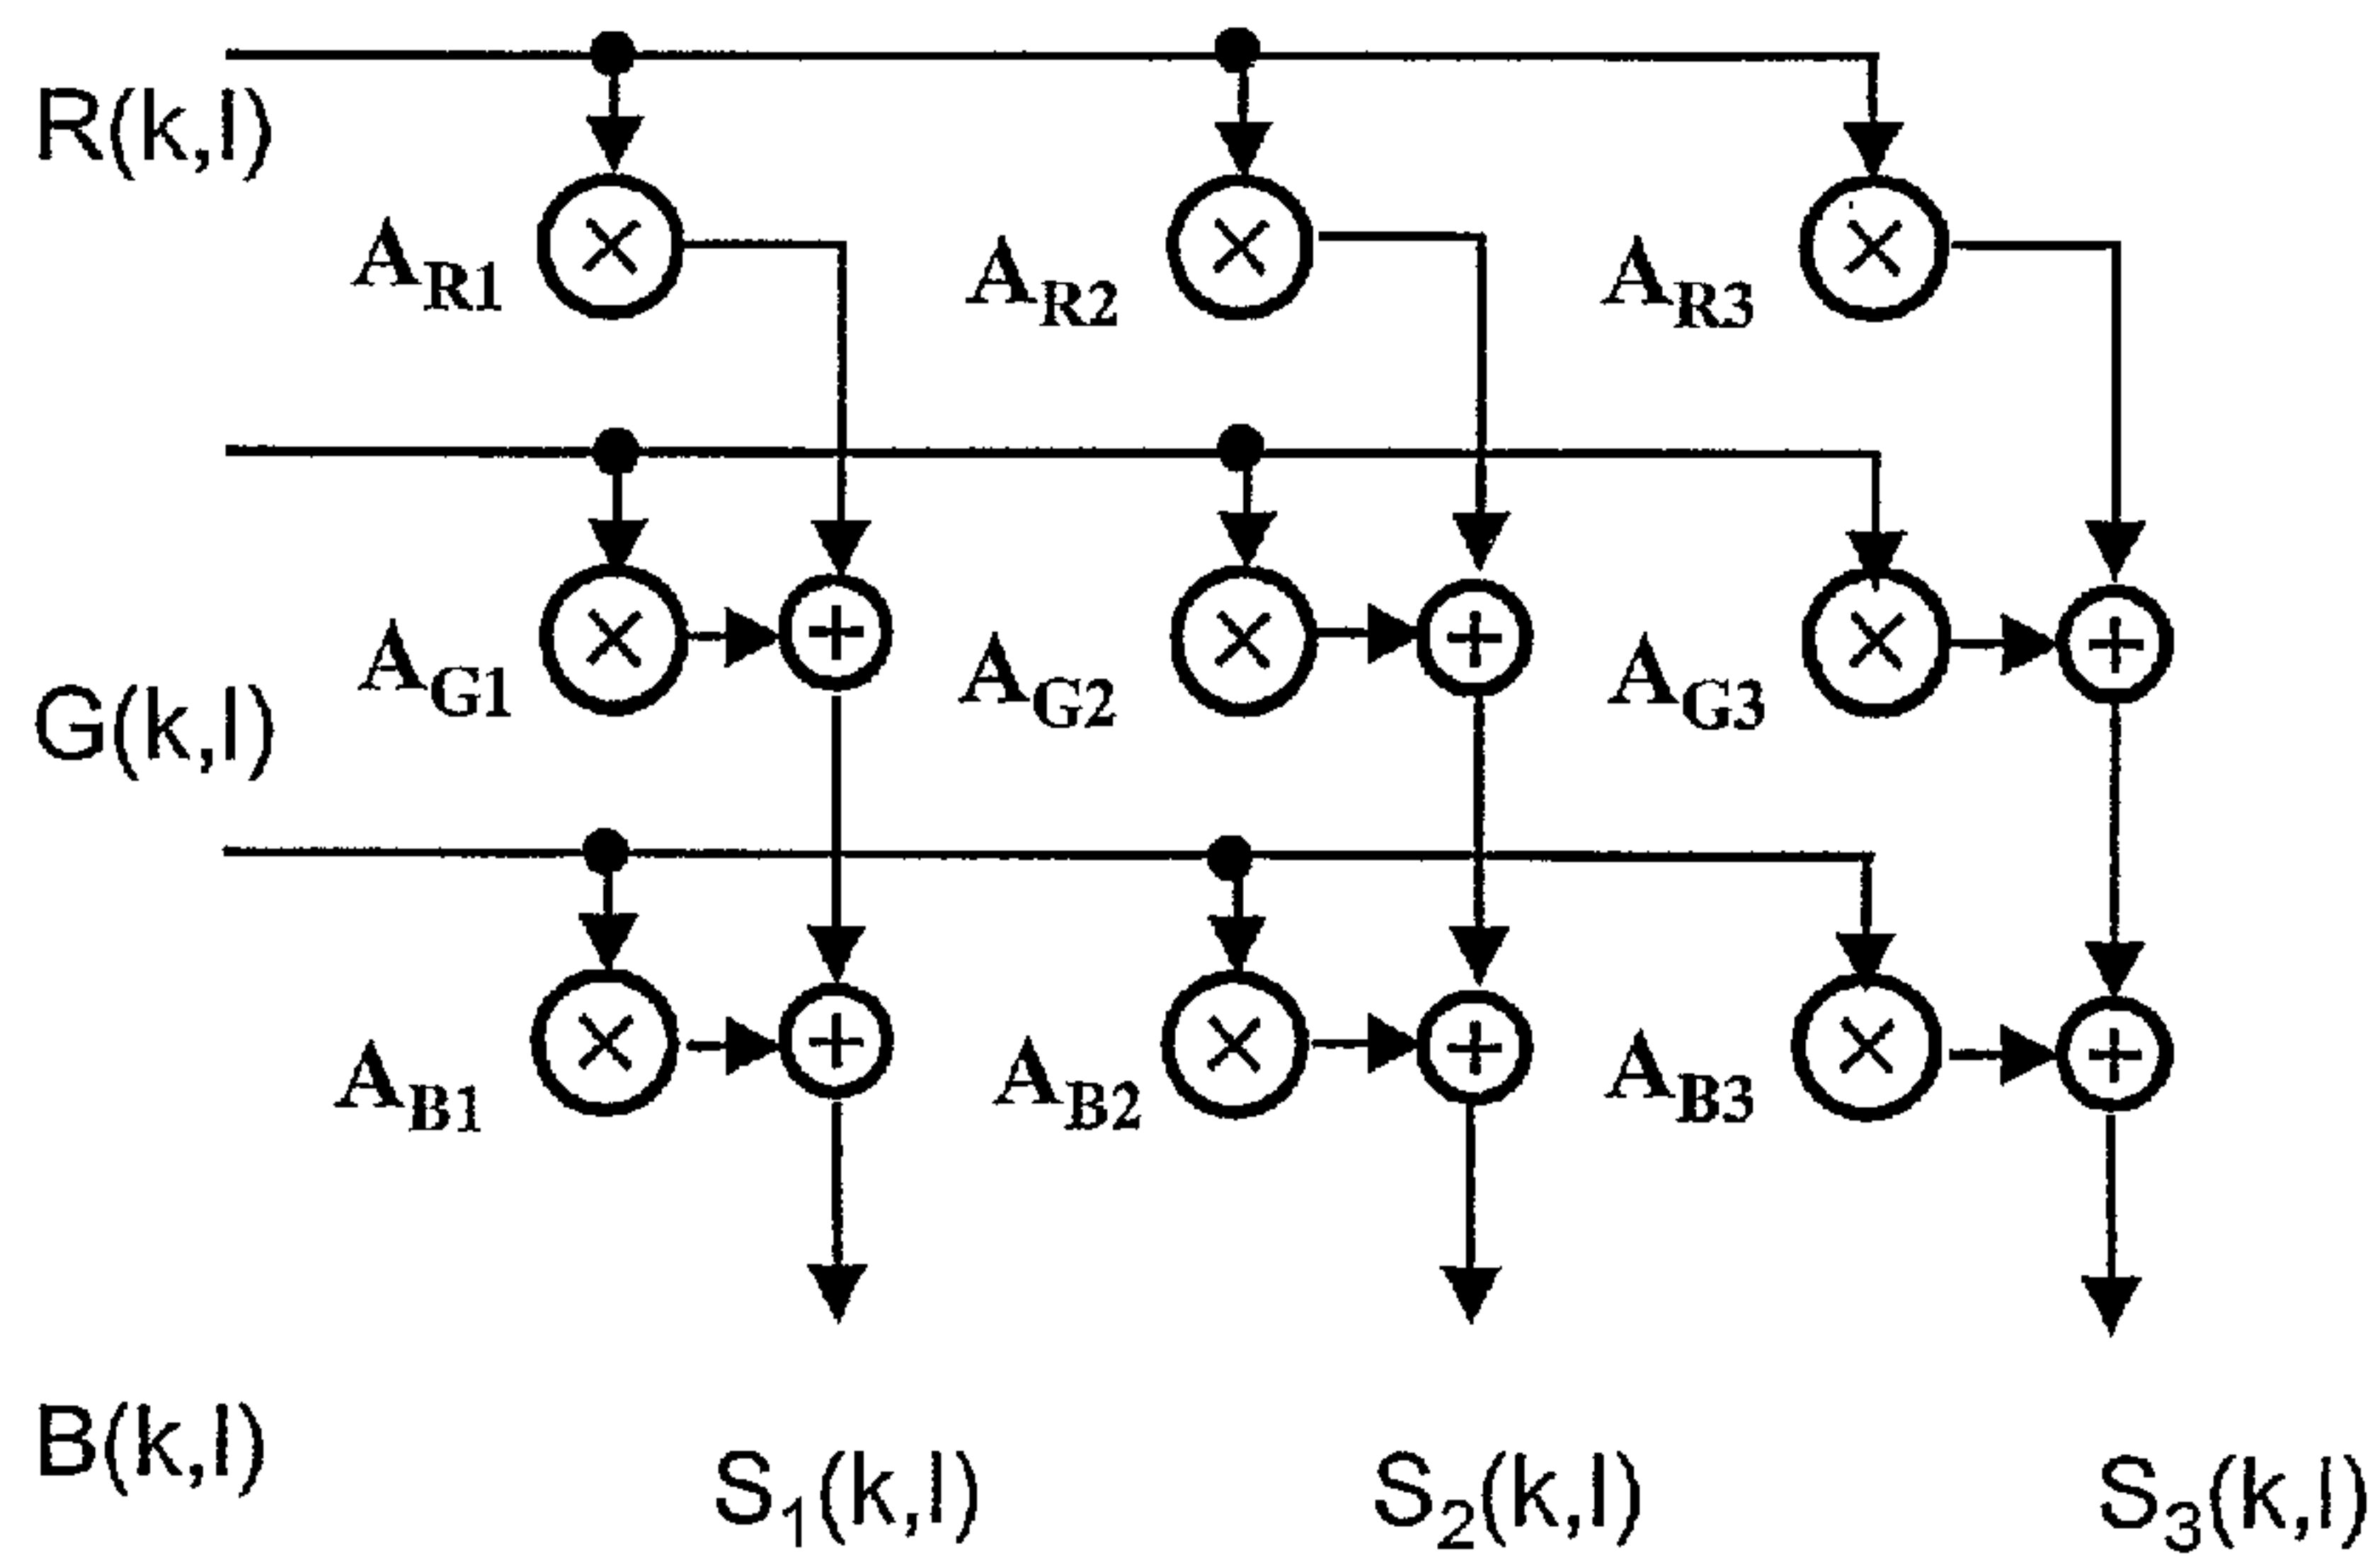 R(k,l)
A_R1 A_R2 A_R3
A_G1 A_G2 A_G3
G(k,l)
A_B1 A_B2 A_B3
B(k,l)
S_1(k,l) S_2(k,l) S_3(k,l)